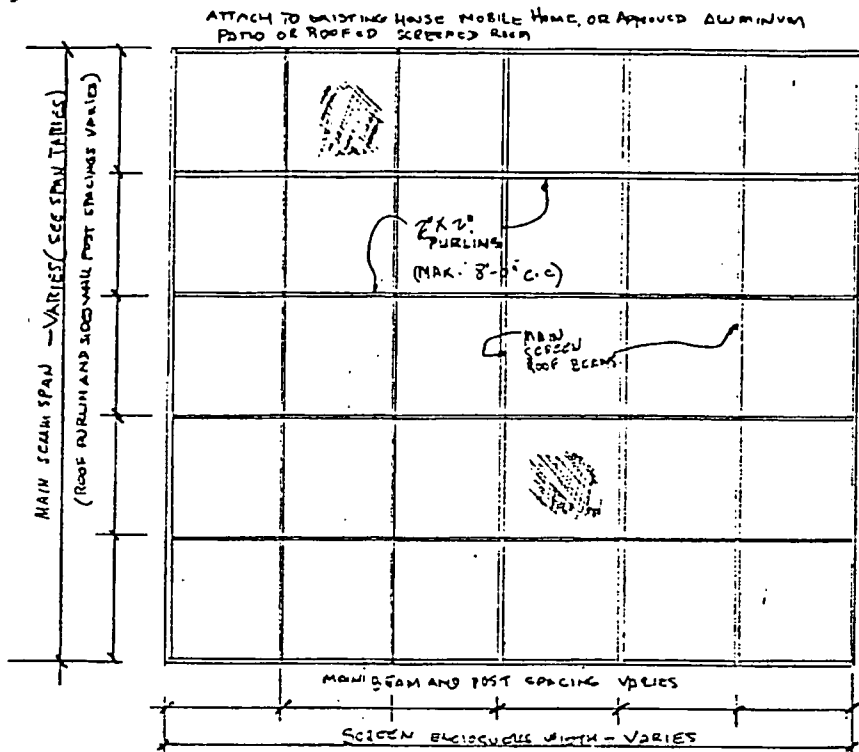 ATTACH TO EXISTING HOUSE MOBILE HOME, OR APPROVED ALUMINUM
PATIO OR ROOFED SCREENED ROOM
MAIN SCREEN SPAN - VARIES (SEE SPAN TABLES)
(ROOF PURLIN AND SIDEWALL POST SPACINGS VARIES)
2" X 2"
PURLINS
(MAX. 8'-0" C.C)
MAIN
SCREEN
ROOF BEAMS
MAIN BEAM AND POST SPACING VARIES
SCREEN ENCLOSURE WIDTH - VARIES